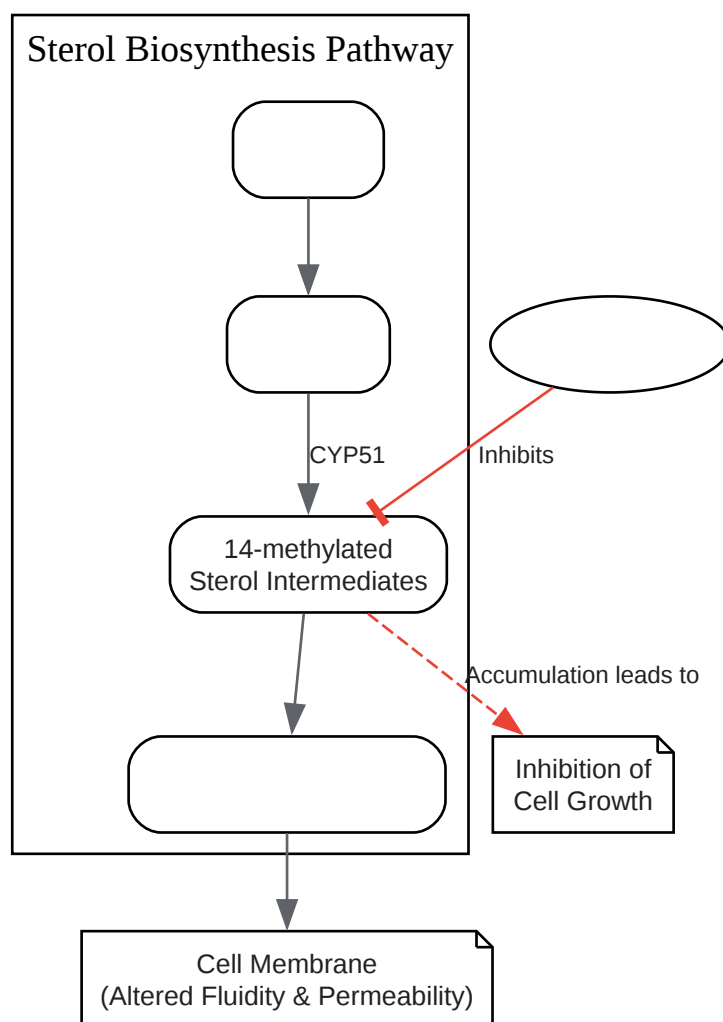 Sterol Biosynthesis Pathway
CYP51
Inhibits
14-methylated
Sterol Intermediates
Accumulation leads to
Inhibition of
Cell Growth
Cell Membrane
(Altered Fluidity & Permeability)